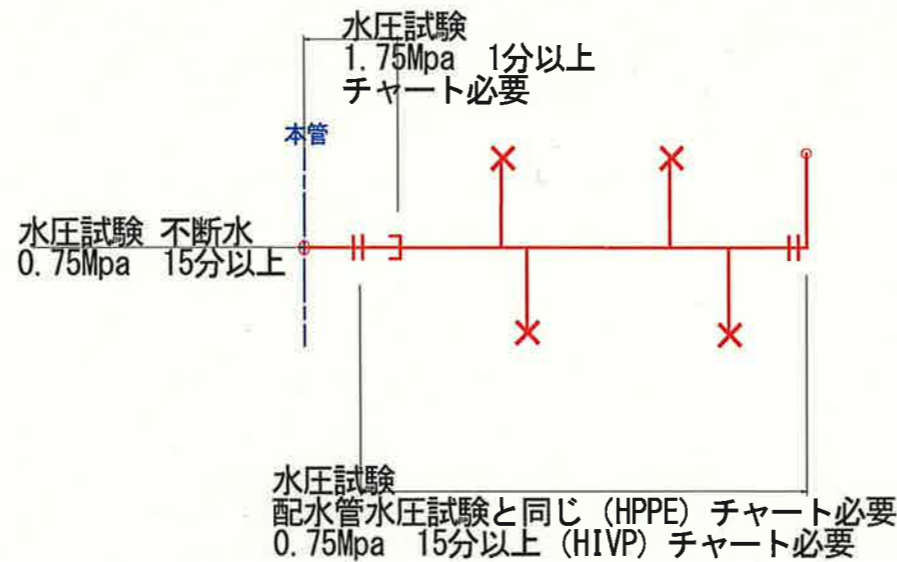 水圧試験
1.75Mpa 1分以上
チャート必要
本管
水圧試験 不断水
0.75Mpa 15分以上
水圧試験
配水管水圧試験と同じ（HPPE）チャート必要
0.75Mpa 15分以上（HIVP）チャート必要